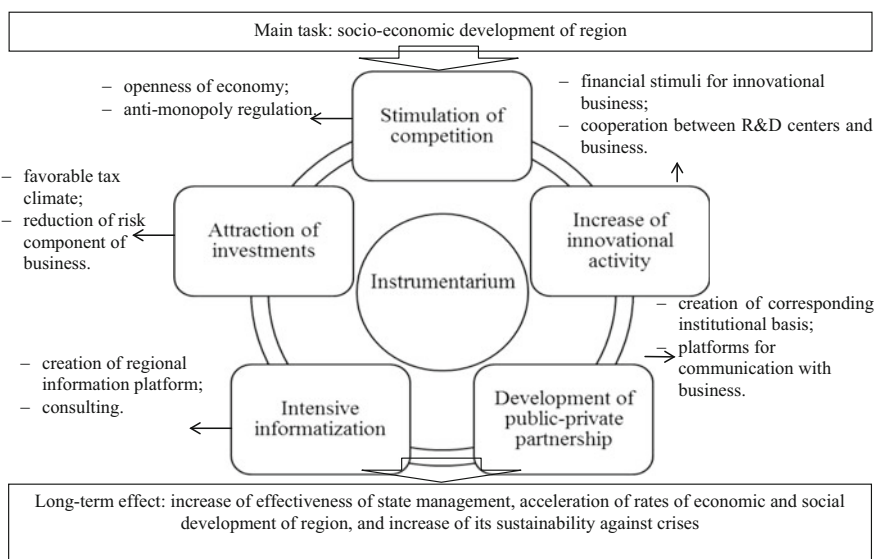 Main task: socio-economic development of region
– openness of economy;
– anti-monopoly regulation.
Stimulation of
competition
– financial stimuli for innovational
business;
– cooperation between R&D centers and
business.
– favorable tax
climate;
– reduction of risk
component of
business.
Attraction of
investments
Increase of
innovational
activity
Instrumentarium
– creation of corresponding
institutional basis;
– platforms for
communication with
business.
– creation of regional
information platform;
– consulting.
Intensive
informatization
Development of
public-private
partnership
Long-term effect: increase of effectiveness of state management, acceleration of rates of economic and social
development of region, and increase of its sustainability against crises